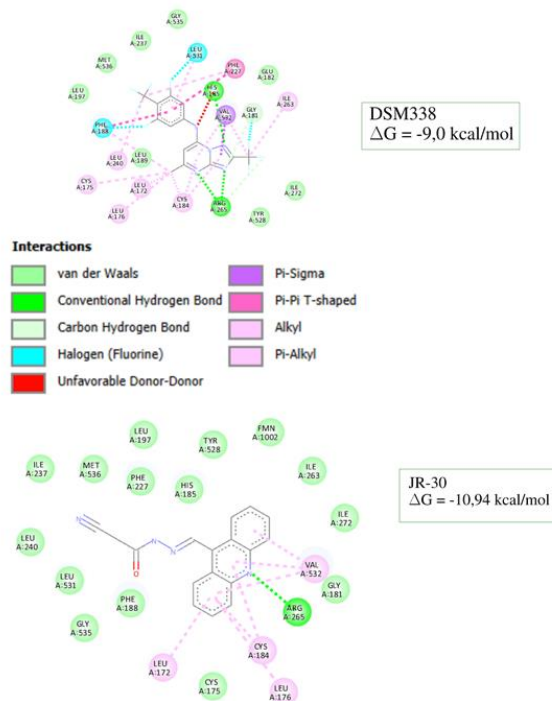 GLY
A:535
ILE
A:237
LEU
A:531
MET
A:536
PHE
A:227
HIS
A:185
GLU
A:182
LEU
A:197
VAL
A:532
GLY
A:181
ILE
A:263
PHE
A:188
LEU
A:240
LEU
A:189
CYS
A:175
LEU
A:172
LEU
A:176
CYS
A:184
ARG
A:265
ILE
A:272
TYR
A:528
DSM338
ΔG = -9,0 kcal/mol
Interactions
van der Waals
Conventional Hydrogen Bond
Carbon Hydrogen Bond
Halogen (Fluorine)
Unfavorable Donor-Donor
Pi-Sigma
Pi-Pi T-shaped
Alkyl
Pi-Alkyl
LEU
A:197
TYR
A:528
FMN
A:1002
ILE
A:237
MET
A:536
PHE
A:227
HIS
A:185
ILE
A:263
ILE
A:272
LEU
A:240
N
N
N
O
N
VAL
A:532
LEU
A:531
GLY
A:181
PHE
A:188
ARG
A:265
GLY
A:535
LEU
A:172
CYS
A:184
CYS
A:175
LEU
A:176
JR-30
ΔG = -10,94 kcal/mol